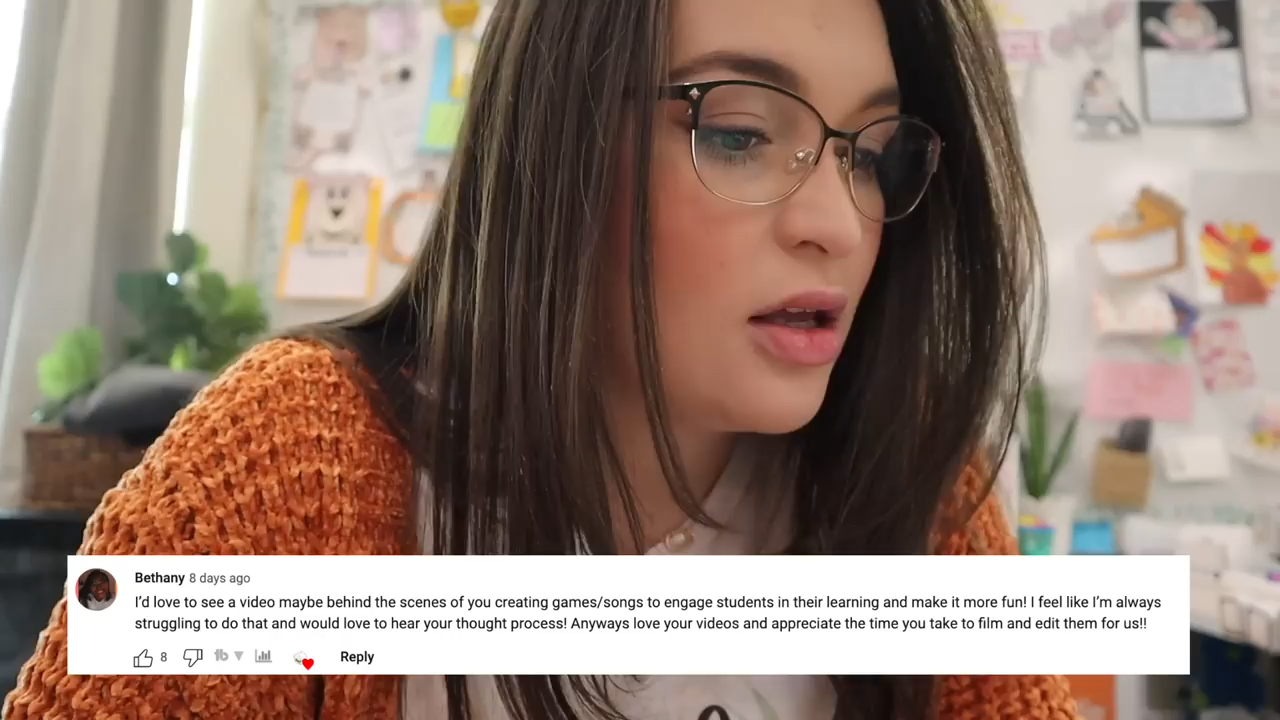 Bethany 8 days ago
I'd love to see a video maybe behind the scenes of you creating games/songs to engage students in their learning and make it more fun! I feel like I'm always
struggling to do that and would love to hear your thought process! Anyways love your videos and appreciate the time you take to film and edit them for us!!
8 Reply